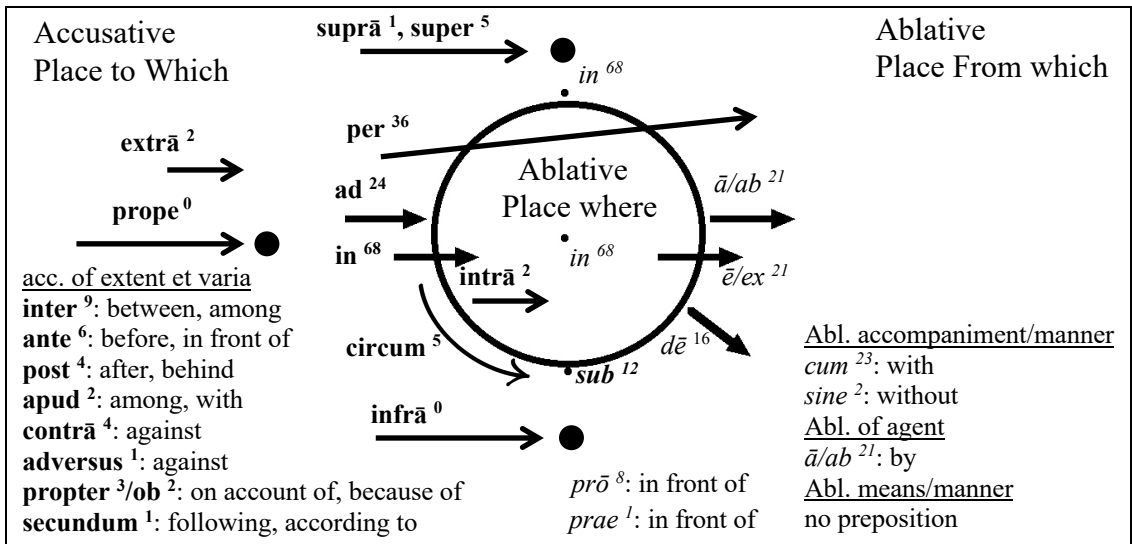 Accusative
Place to Which
suprā ¹, super ⁵
Ablative
Place From which
in ⁶⁸
per ³⁶
extrā ²
Ablative
Place where
ad ²⁴
ā/ab ²¹
prope ⁰
in ⁶⁸
in ⁶⁸
ē/ex ²¹
intrā ²
acc. of extent et varia
inter ⁹: between, among
ante ⁶: before, in front of
post ⁴: after, behind
apud ²: among, with
contrā ⁴: against
adversus ¹: against
propter ³/ob ²: on account of, because of
secundum ¹: following, according to
circum ⁵
dē ¹⁶
sub ¹²
infrā ⁰
prō ⁸: in front of
prae ¹: in front of
Abl. accompaniment/manner
cum ²³: with
sine ²: without
Abl. of agent
ā/ab ²¹: by
Abl. means/manner
no preposition